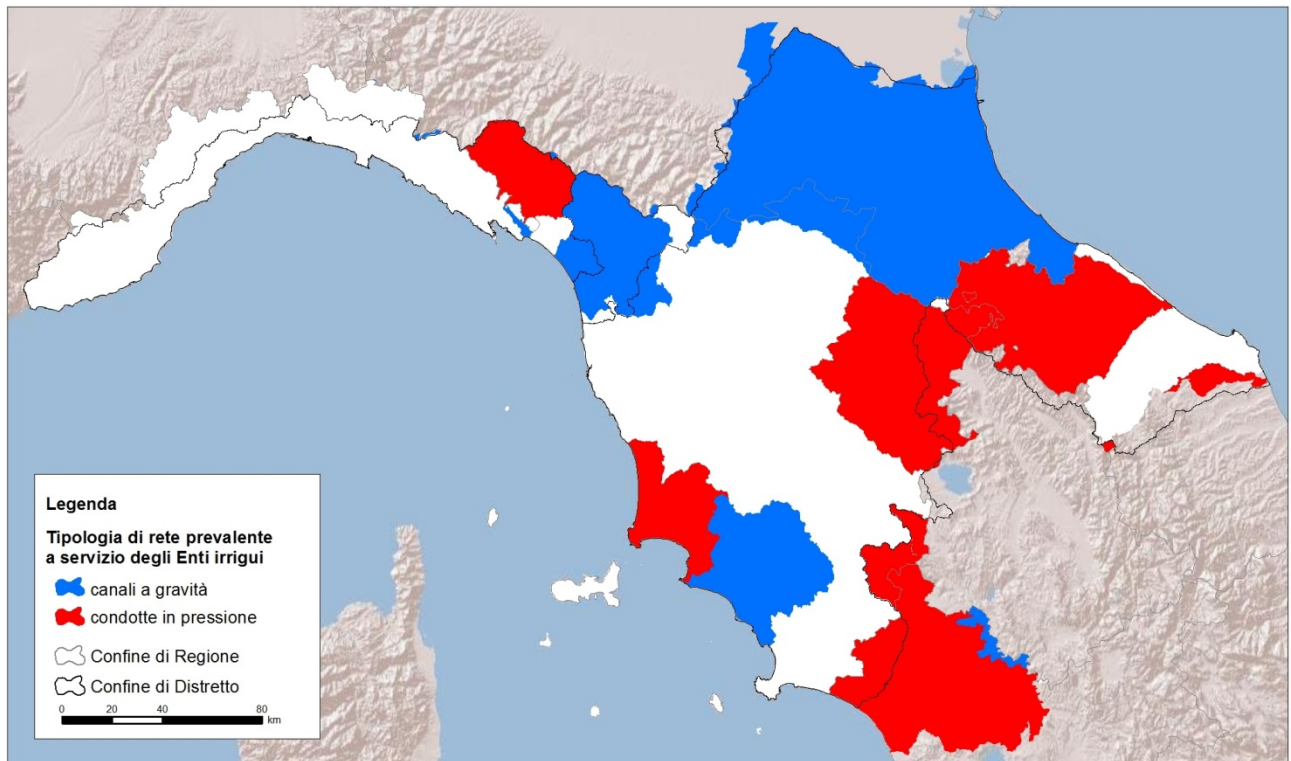 Legenda
Tipologia di rete prevalente
a servizio degli Enti irrigui
canali a gravità
condotte in pressione
Confine di Regione
Confine di Distretto
0 20 40 80
km